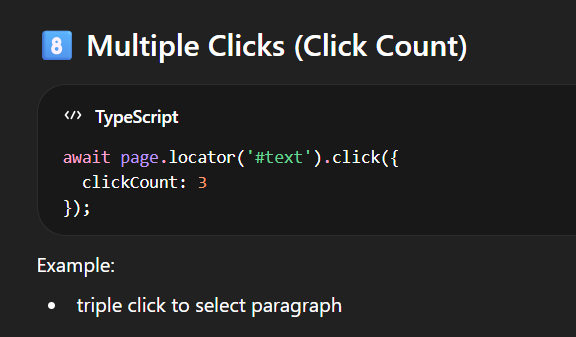 8 Multiple Clicks (Click Count)
</> TypeScript
await page.locator('#text').click({
  clickCount: 3
});
Example:
• triple click to select paragraph